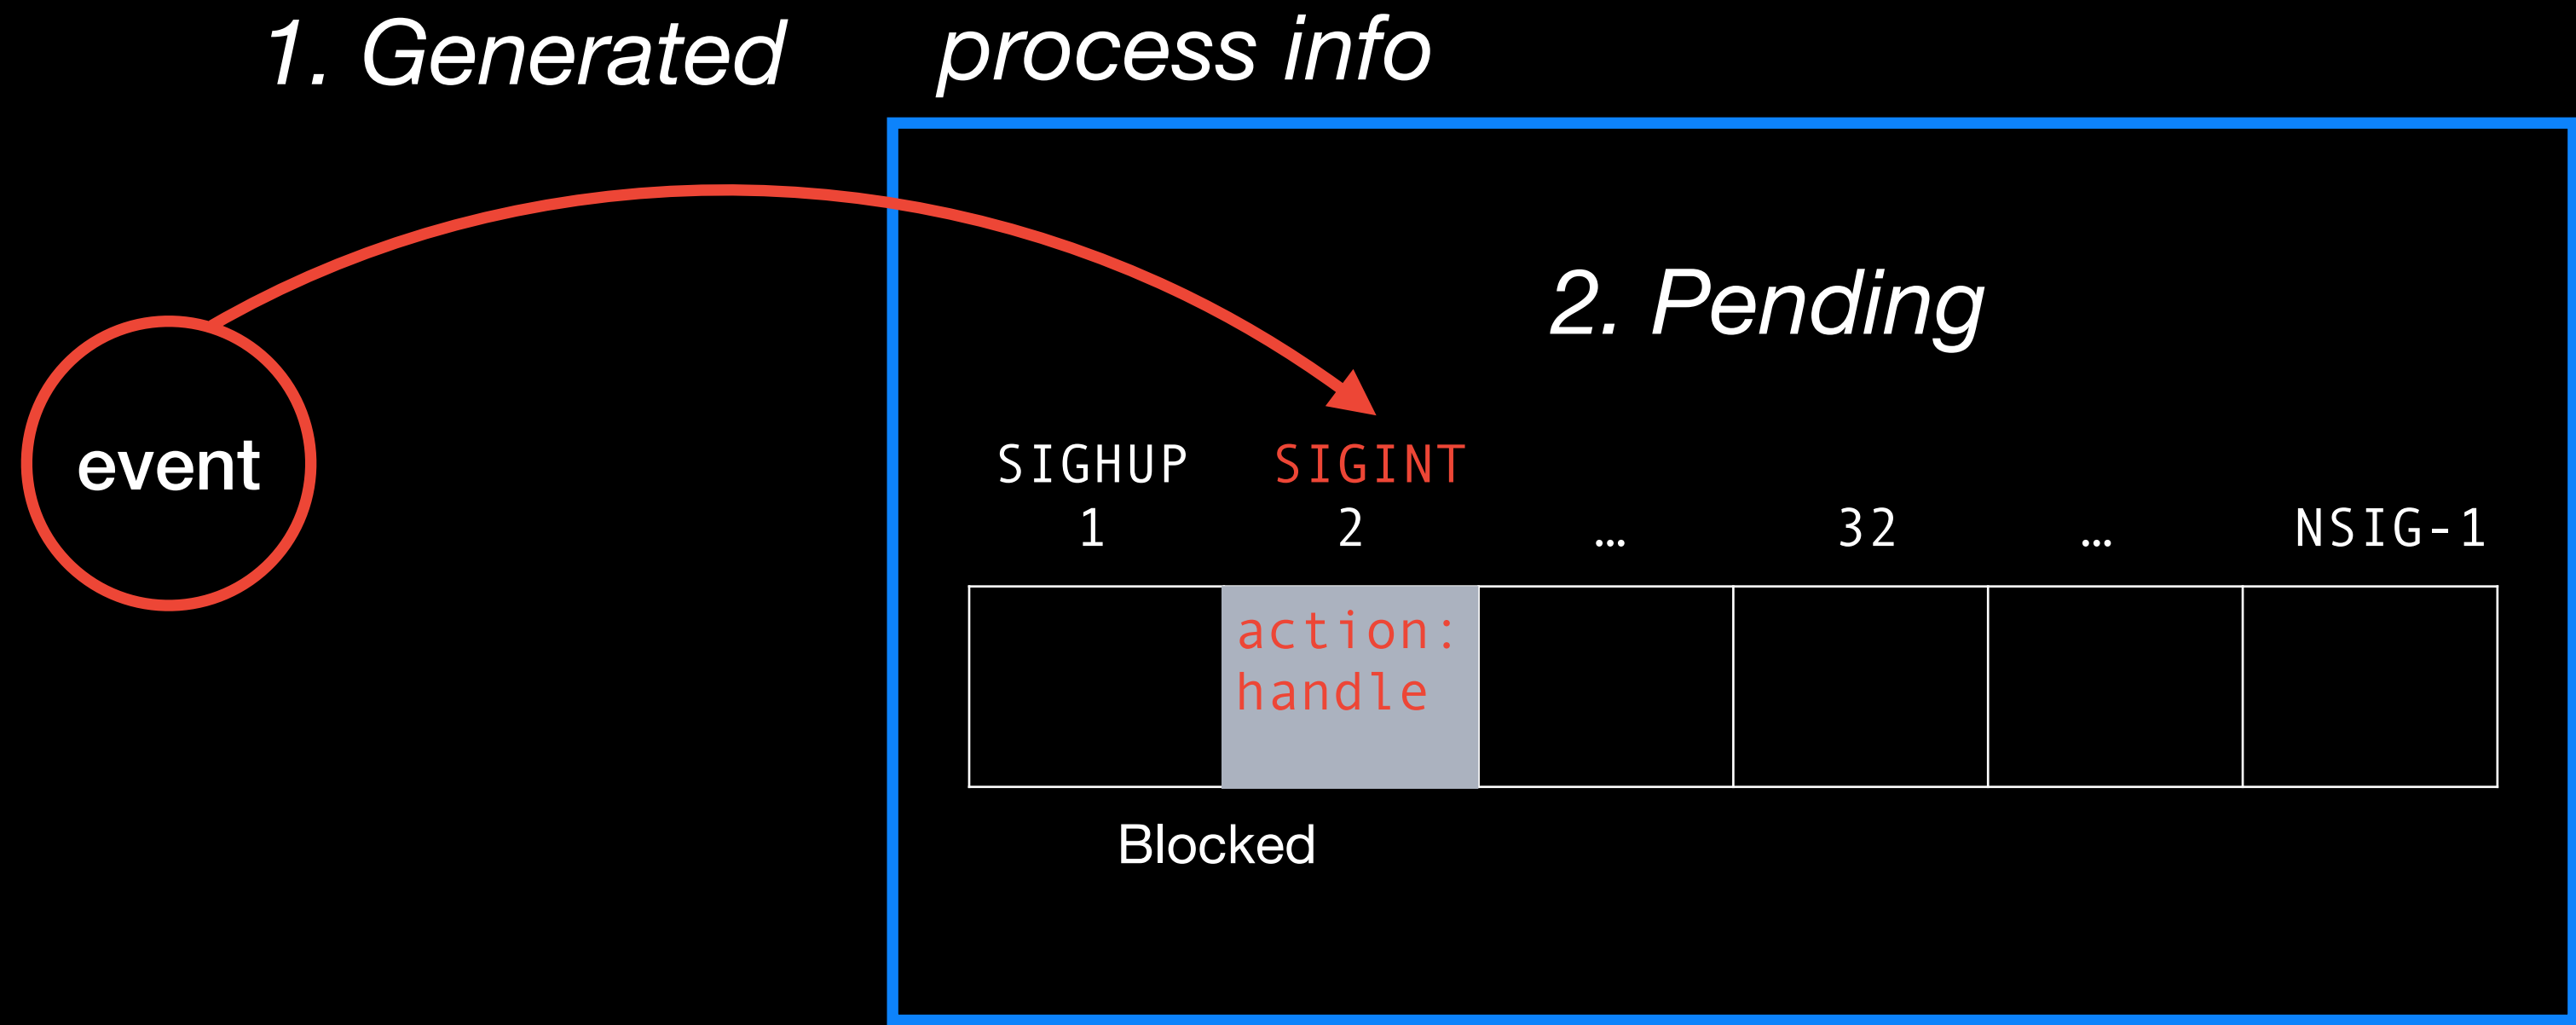 1. Generated
process info
event
2. Pending
SIGHUP SIGINT
1 2 … 32 … NSIG-1
action:
handle
Blocked